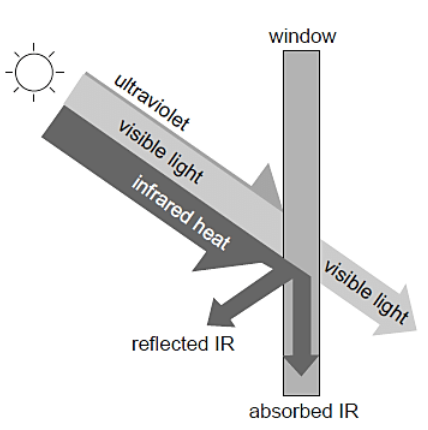 window
ultraviolet
visible light
infrared heat
visible light
reflected IR
absorbed IR